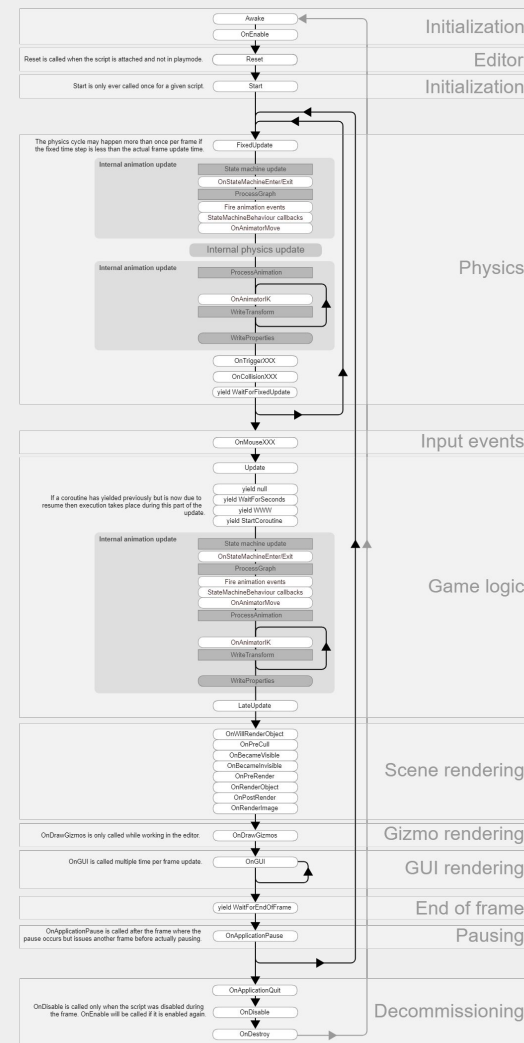 Awake
Initialization
OnEnable
Reset is called when the script is attached and not in playmode.
Reset
Editor
Start is only ever called once for a given script.
Start
Initialization
The physics cycle may happen more than once per frame if
the fixed time step is less than the actual frame update time.
FixedUpdate
Internal animation update
State machine update
OnStateMachineEnter/Exit
ProcessGraph
Fire animation events
StateMachineBehaviour callbacks
OnAnimatorMove
Internal physics update
Physics
Internal animation update
ProcessAnimation
OnAnimatorIK
WriteTransform
WriteProperties
OnTriggerXXX
OnCollisionXXX
yield WaitForFixedUpdate
OnMouseXXX
Input events
Update
If a coroutine has yielded previously but is now due to
resume then execution takes place during this part of the
update.
yield null
yield WaitForSeconds
yield WWW
yield StartCoroutine
Internal animation update
State machine update
OnStateMachineEnter/Exit
ProcessGraph
Fire animation events
StateMachineBehaviour callbacks
OnAnimatorMove
ProcessAnimation
Game logic
OnAnimatorIK
WriteTransform
WriteProperties
LateUpdate
OnWillRenderObject
OnPreCull
OnBecameVisible
OnBecameInvisible
OnPreRender
OnRenderObject
OnPostRender
OnRenderImage
Scene rendering
OnDrawGizmos is only called while working in the editor.
OnDrawGizmos
Gizmo rendering
OnGUI is called multiple time per frame update.
OnGUI
GUI rendering
yield WaitForEndOfFrame
End of frame
OnApplicationPause is called after the frame where the
pause occurs but issues another frame before actually pausing.
OnApplicationPause
Pausing
OnApplicationQuit
OnDisable is called only when the script was disabled during
the frame. OnEnable will be called if it is enabled again.
OnDisable
OnDestroy
Decommissioning